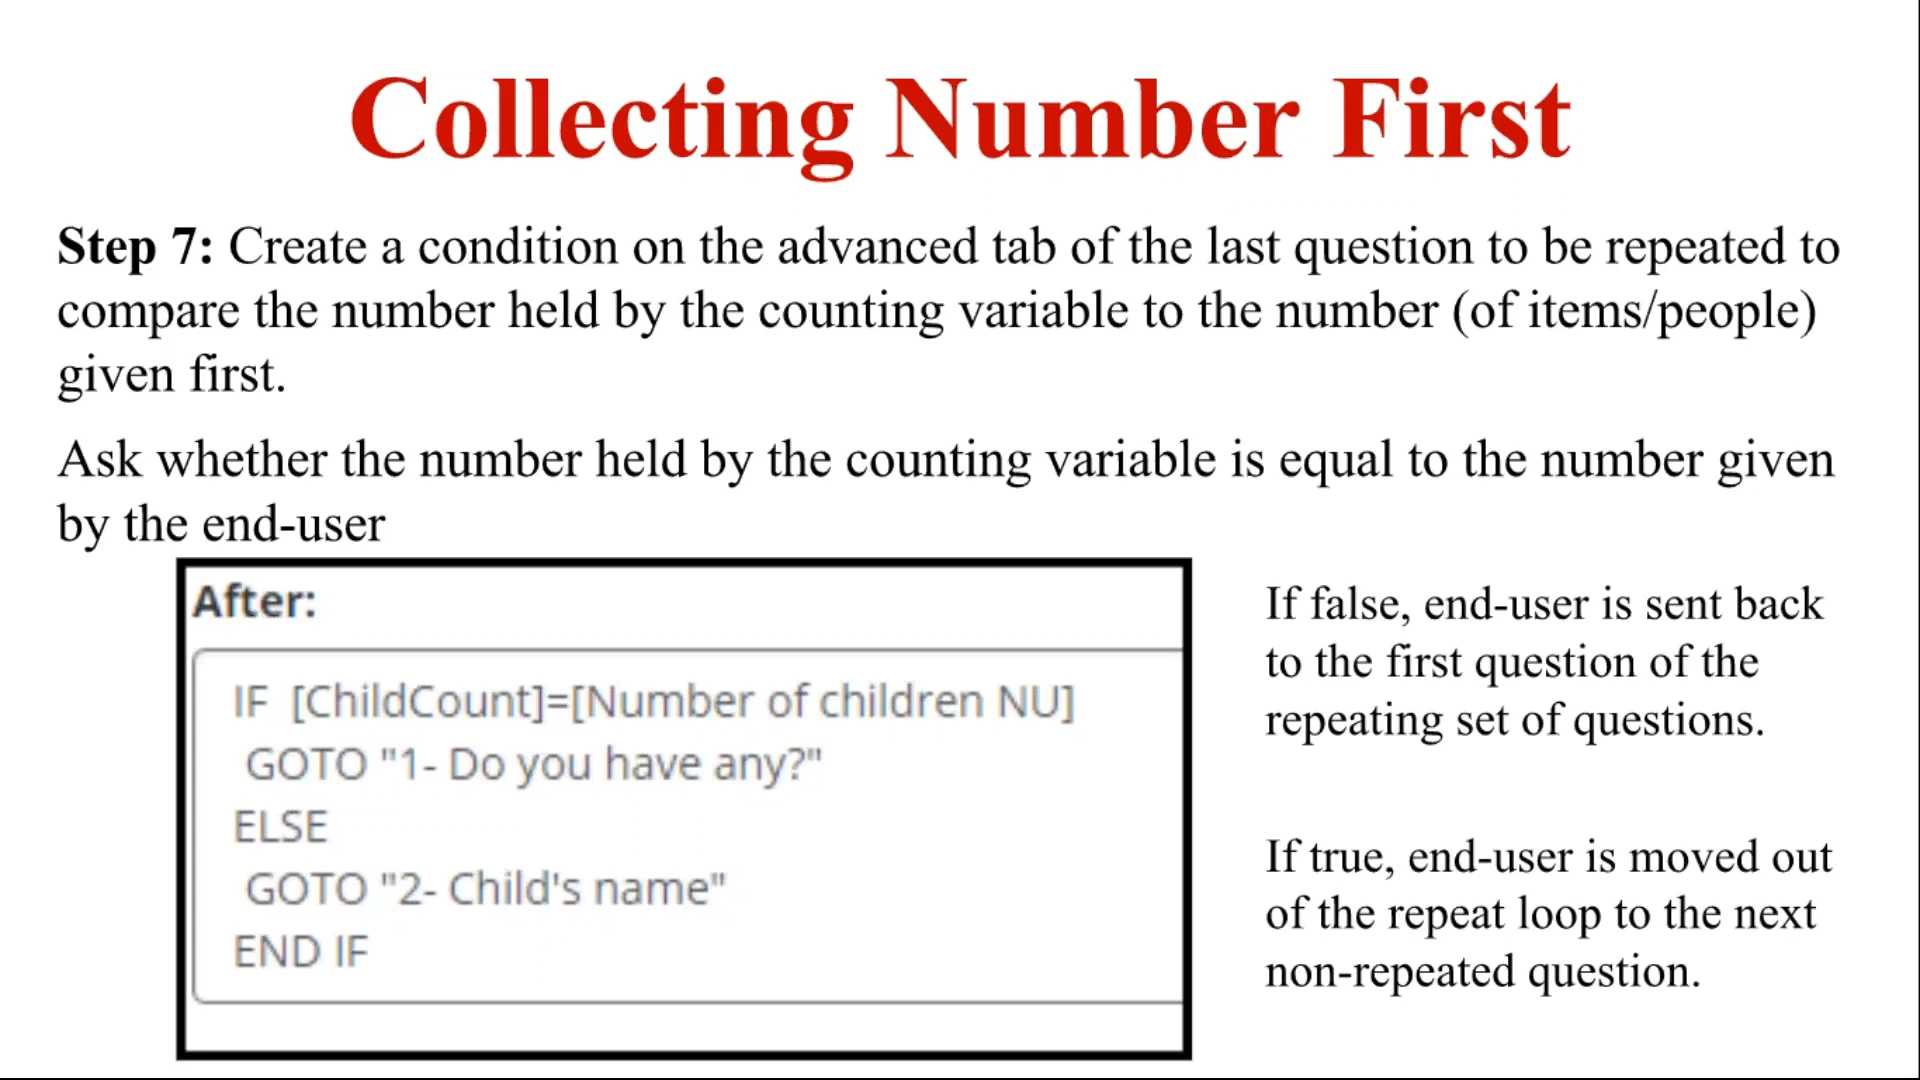 Collecting Number First
Step 7: Create a condition on the advanced tab of the last question to be repeated to
compare the number held by the counting variable to the number (of items/people)
given first.
Ask whether the number held by the counting variable is equal to the number given
by the end-user
After:
IF  [ChildCount]=[Number of children NU]
GOTO "1- Do you have any?"
ELSE
GOTO "2- Child's name"
END IF
If false, end-user is sent back
to the first question of the
repeating set of questions.
If true, end-user is moved out
of the repeat loop to the next
non-repeated question.